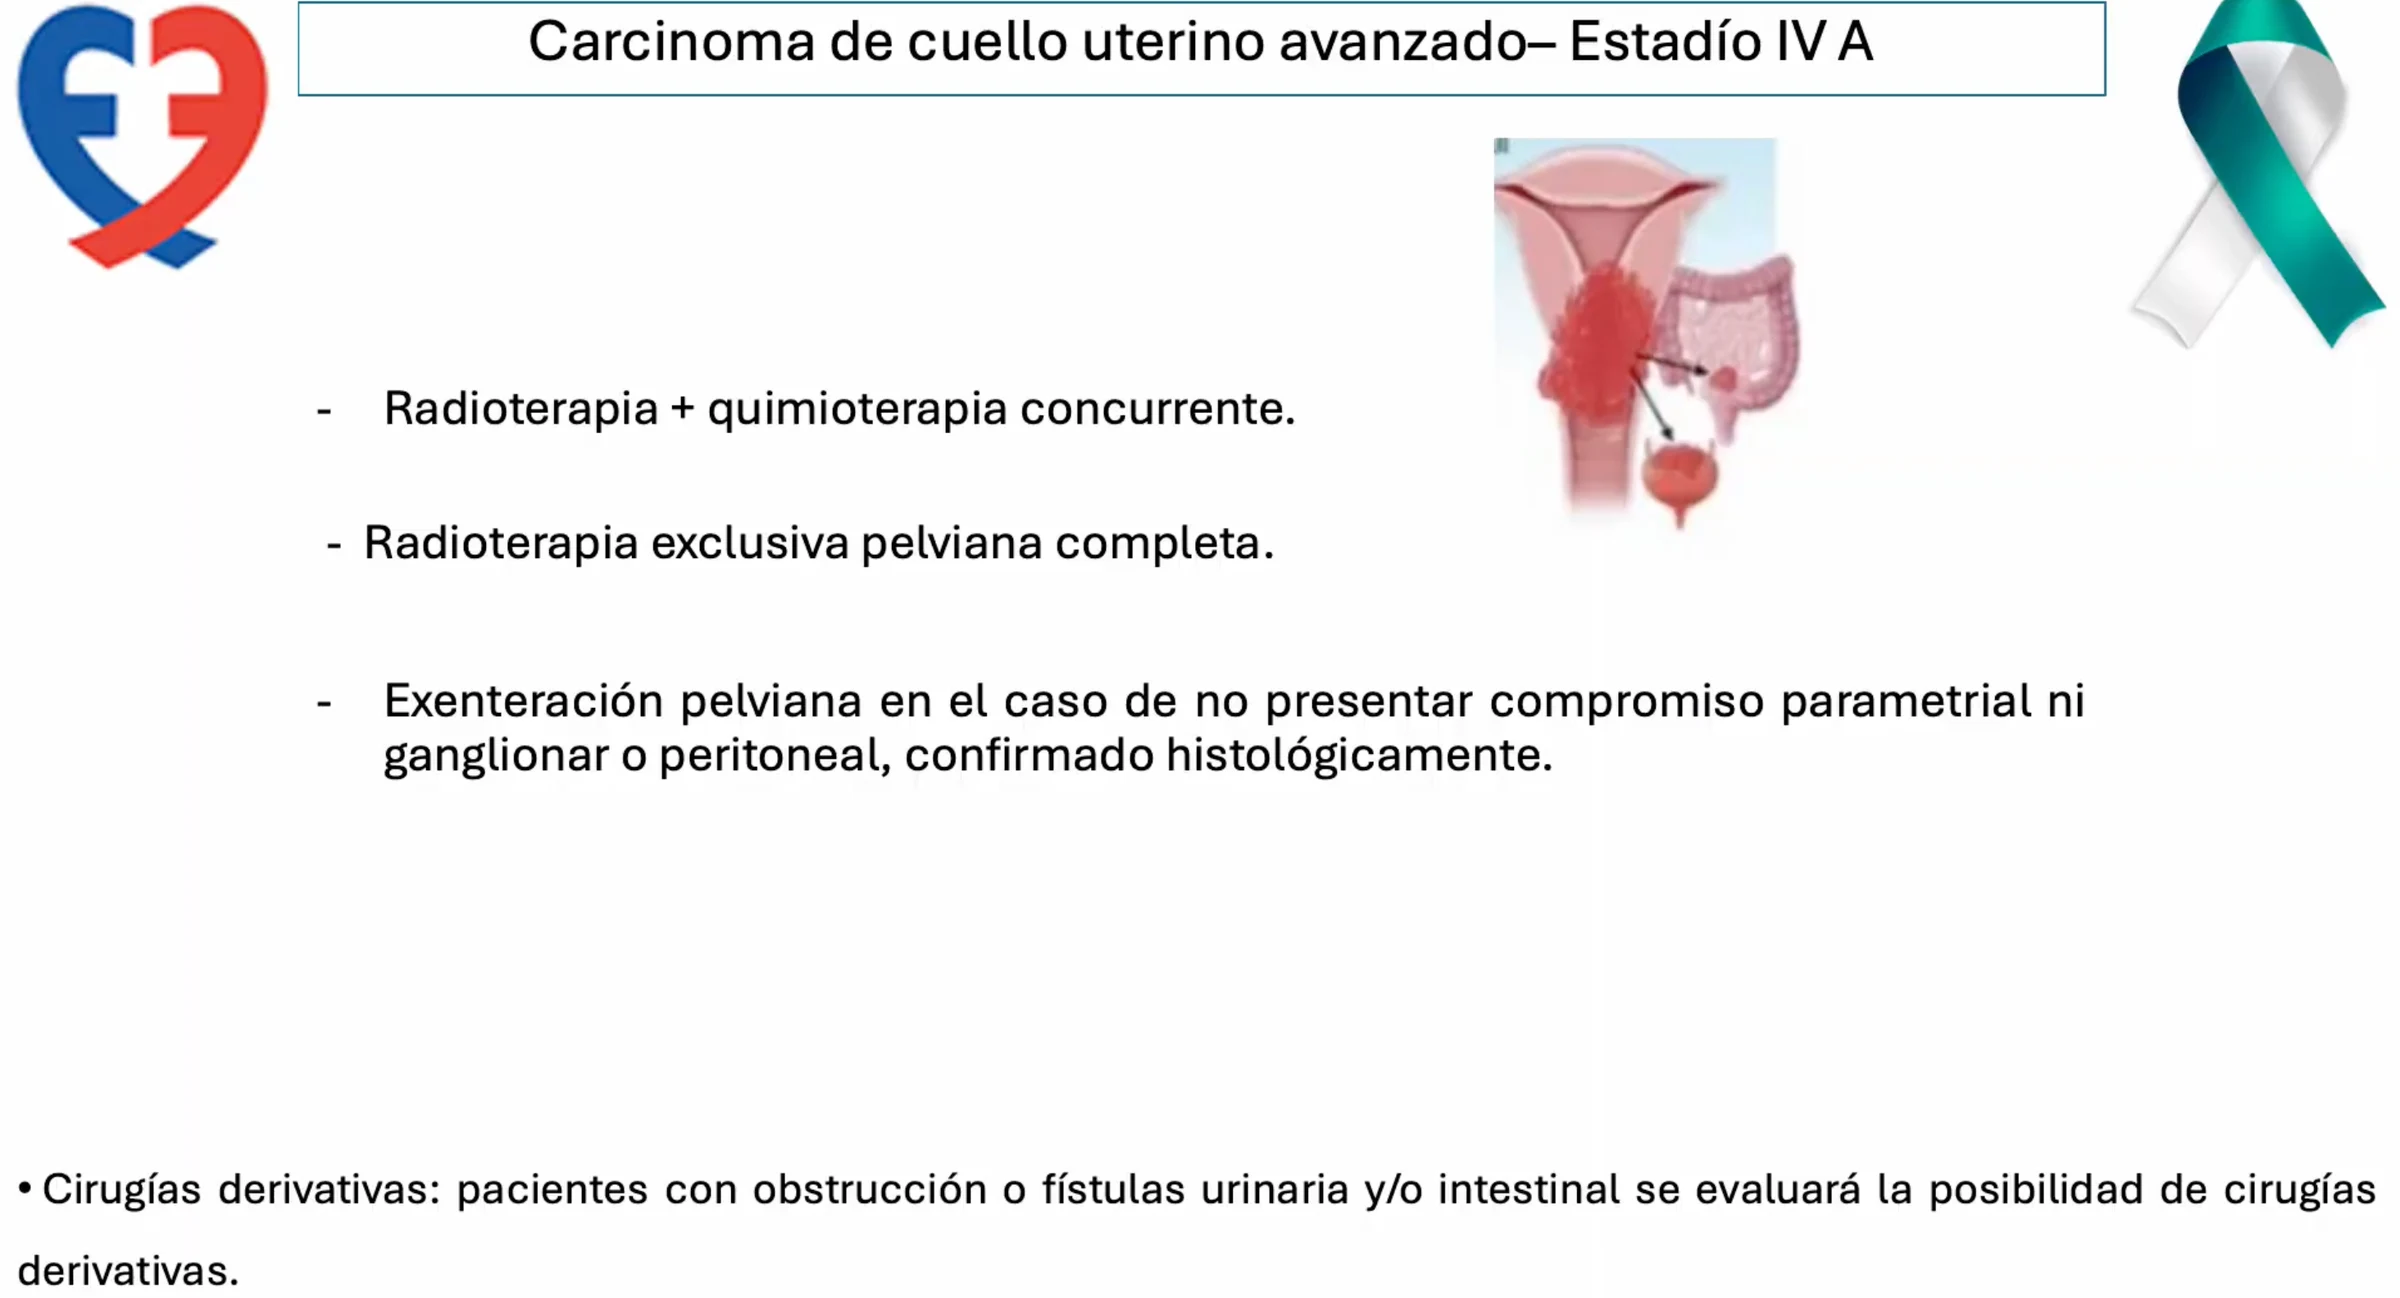 Carcinoma de cuello uterino avanzado– Estadío IV A
- Radioterapia + quimioterapia concurrente.
- Radioterapia exclusiva pelviana completa.
- Exenteración pelviana en el caso de no presentar compromiso parametrial ni
ganglionar o peritoneal, confirmado histológicamente.
• Cirugías derivativas: pacientes con obstrucción o fístulas urinaria y/o intestinal se evaluará la posibilidad de cirugías
derivativas.